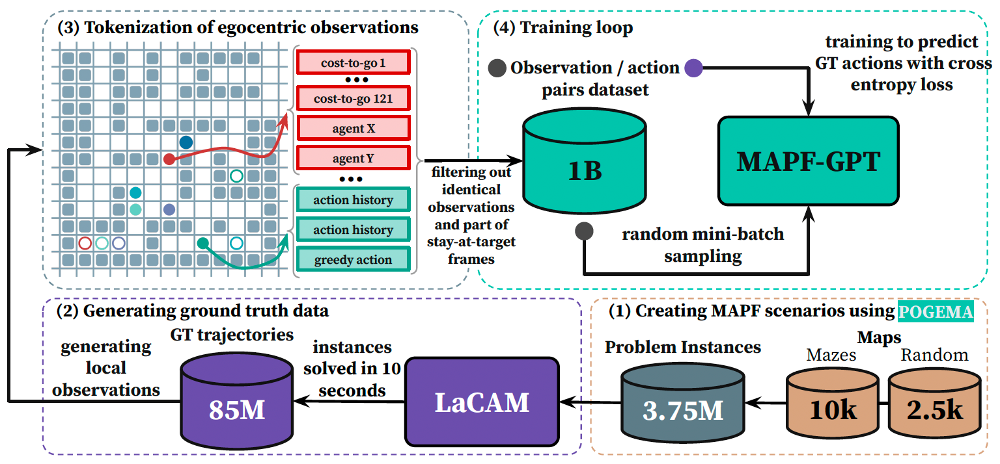 (3) Tokenization of egocentric observations
cost-to-go 1
•••
cost-to-go 121
agent X
agent Y
•••
action history
action history
greedy action
filtering out
identical
observations
and part of
stay-at-target
frames
(4) Training loop
Observation / action
pairs dataset
1B
training to predict
GT actions with cross
entropy loss
MAPF-GPT
random mini-batch
sampling
(2) Generating ground truth data
generating
local
observations
GT trajectories
85M
instances
solved in 10
seconds
LaCAM
(1) Creating MAPF scenarios using POGEMA
Problem Instances
3.75M
Maps
Mazes
10k
Random
2.5k